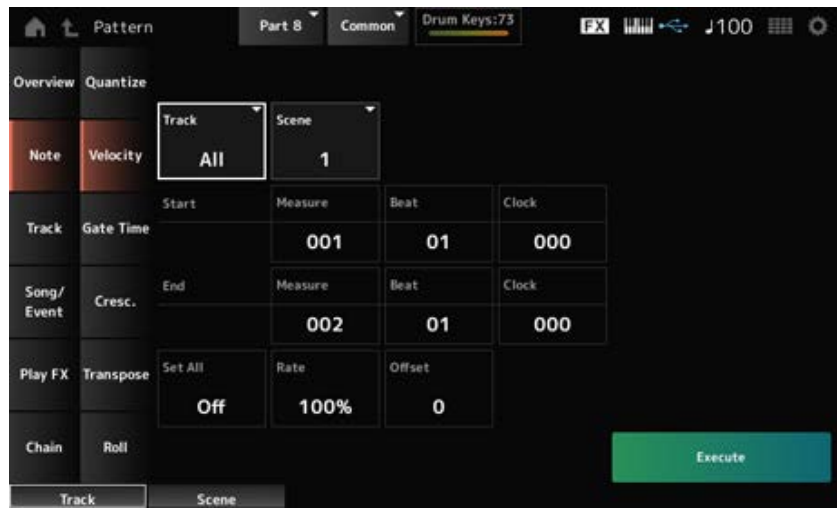 Pattern
Part 8
Common
Drum Keys:73
FX
♩100
Overview
Quantize
Track
All
Scene
1
Note
Velocity
Start
Measure
001
Beat
01
Clock
000
Track
Gate Time
End
Measure
002
Beat
01
Clock
000
Song/
Event
Cresc.
Set All
Off
Rate
100%
Offset
0
Play FX
Transpose
Chain
Roll
Execute
Track
Scene